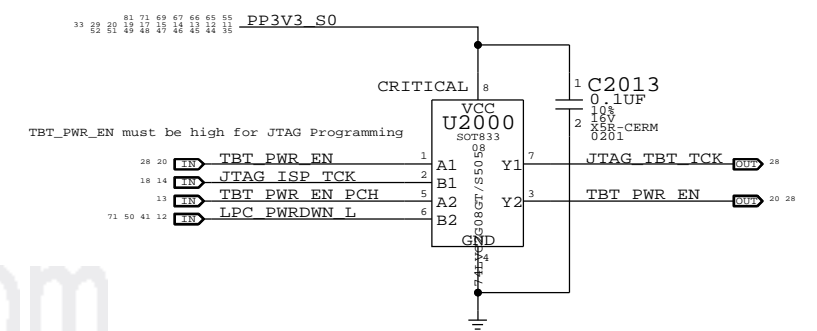 81 71 69 67 66 65 55
33 29 20 19 17 15 14 13 12 11
52 51 49 48 47 46 45 44 35
PP3V3_S0
CRITICAL
8
VCC
U2000
SOT833
08
1
C2013
0.1UF
10%
16V
X5R-CERM
0201
2
TBT_PWR_EN must be high for JTAG Programming
28 20 IN TBT_PWR_EN 1 A1
18 14 IN JTAG_ISP_TCK 2 B1
13 IN TBT_PWR_EN_PCH 5 A2
71 50 41 12 IN LPC_PWRDWN_L 6 B2
Y1 7 JTAG_TBT_TCK OUT 28
Y2 3 TBT_PWR_EN OUT 20 28
GND
4